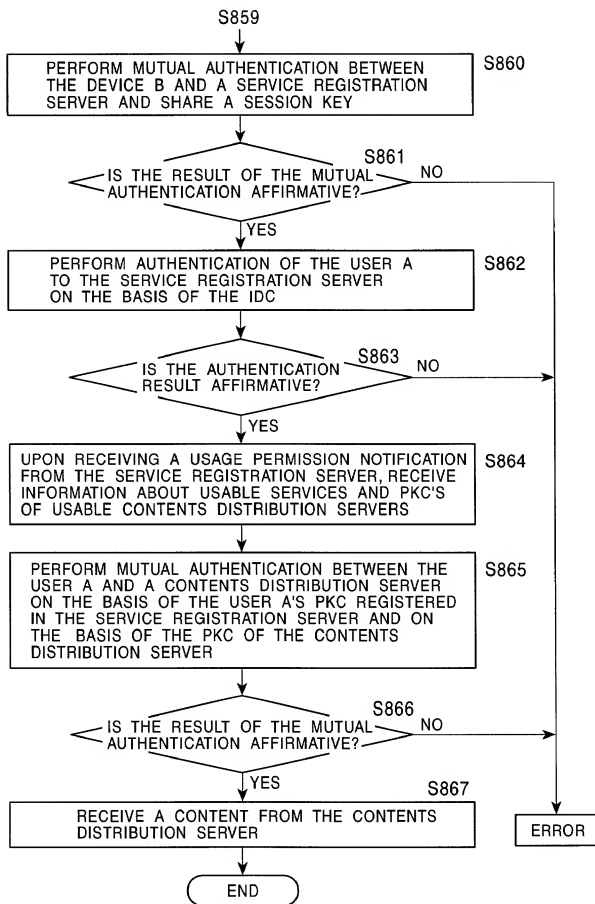 S859
PERFORM MUTUAL AUTHENTICATION BETWEEN
THE DEVICE B AND A SERVICE REGISTRATION
SERVER AND SHARE A SESSION KEY
S860
IS THE RESULT OF THE MUTUAL
AUTHENTICATION AFFIRMATIVE?
S861
NO
YES
PERFORM AUTHENTICATION OF THE USER A
TO THE SERVICE REGISTRATION SERVER
ON THE BASIS OF THE IDC
S862
IS THE AUTHENTICATION
RESULT AFFIRMATIVE?
S863
NO
YES
UPON RECEIVING A USAGE PERMISSION NOTIFICATION
FROM THE SERVICE REGISTRATION SERVER, RECEIVE
INFORMATION ABOUT USABLE SERVICES AND PKC'S
OF USABLE CONTENTS DISTRIBUTION SERVERS
S864
PERFORM MUTUAL AUTHENTICATION BETWEEN THE
USER A AND A CONTENTS DISTRIBUTION SERVER
ON THE BASIS OF THE USER A'S PKC REGISTERED
IN THE SERVICE REGISTRATION SERVER AND ON
THE BASIS OF THE PKC OF THE CONTENTS
DISTRIBUTION SERVER
S865
IS THE RESULT OF THE MUTUAL
AUTHENTICATION AFFIRMATIVE?
S866
NO
YES
RECEIVE A CONTENT FROM THE CONTENTS
DISTRIBUTION SERVER
S867
ERROR
END